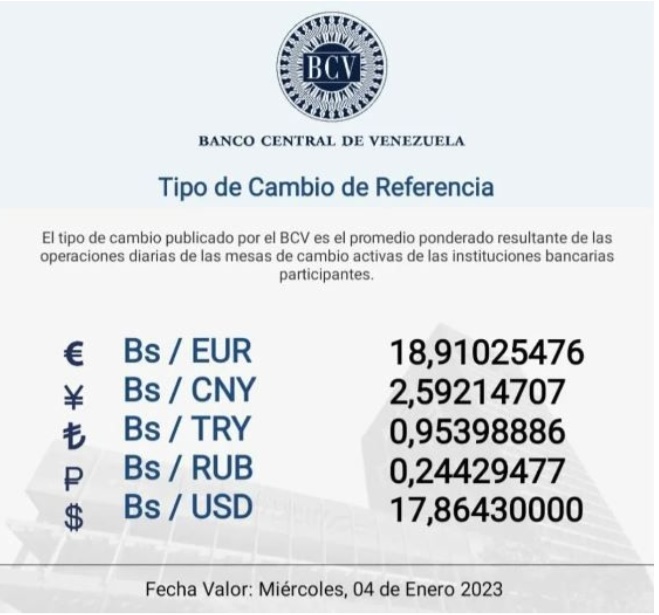 BCV
BANCO CENTRAL DE VENEZUELA
Tipo de Cambio de Referencia
El tipo de cambio publicado por el BCV es el promedio ponderado resultante de las
operaciones diarias de las mesas de cambio activas de las instituciones bancarias
participantes.
€ Bs / EUR 18,91025476
¥ Bs / CNY 2,59214707
₺ Bs / TRY 0,95398886
₽ Bs / RUB 0,24429477
$ Bs / USD 17,86430000
Fecha Valor: Miércoles, 04 de Enero 2023